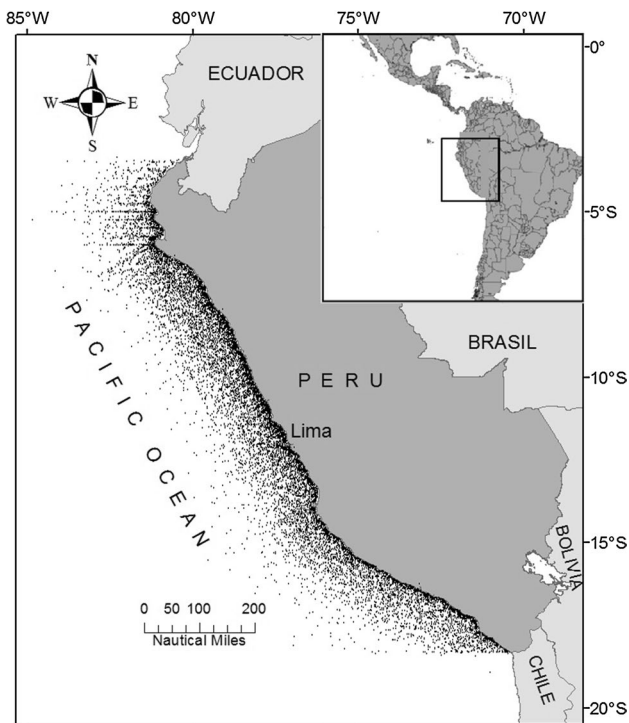 85°W 80°W 75°W 70°W
0°
N
W E
S
ECUADOR
5°S
PACIFIC OCEAN
BRASIL
PERU
10°S
Lima
BOLIVIA
15°S
0 50 100 200
Nautical Miles
CHILE
20°S